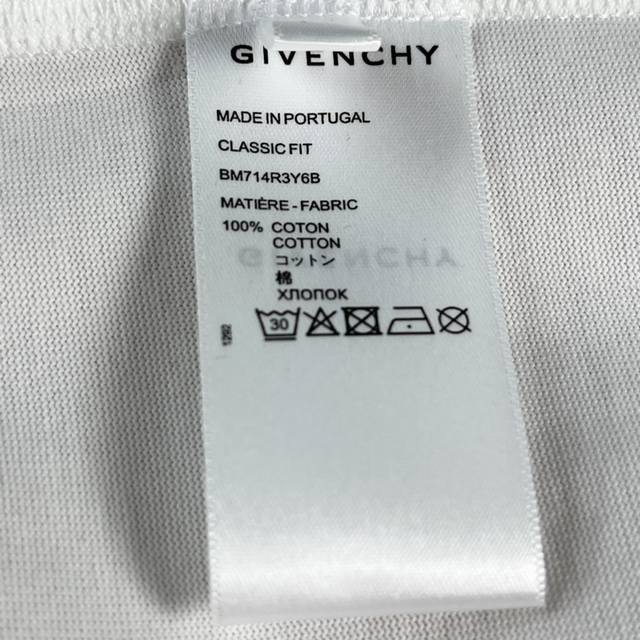 GIVENCHY
MADE IN PORTUGAL
CLASSIC FIT
BM714R3Y6B
MATIÈRE - FABRIC
100% COTON
COTTON
コットン
棉
ХЛОПОК
30